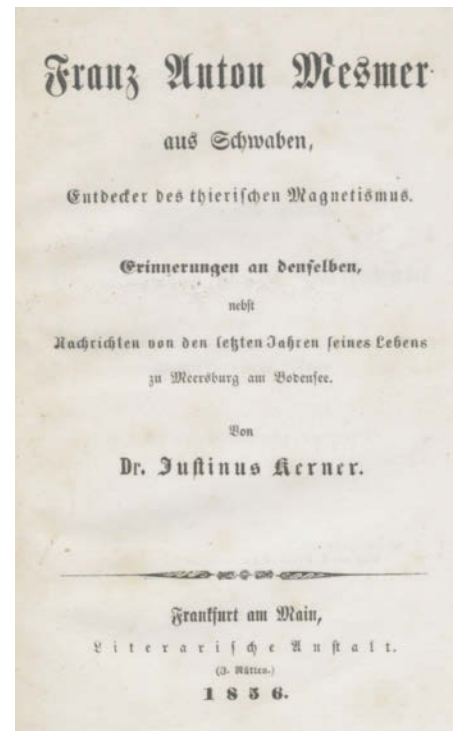 Franz Anton Mesmer
aus Schwaben,
Entdecker des thierischen Magnetismus.
Erinnerungen an denselben,
nebst
Nachrichten von den letzten Jahren seines Lebens
zu Meersburg am Bodensee.
Von
Dr. Justinus Kerner.
Frankfurt am Main,
Literarische Anstalt.
(J. Rütten.)
1856.